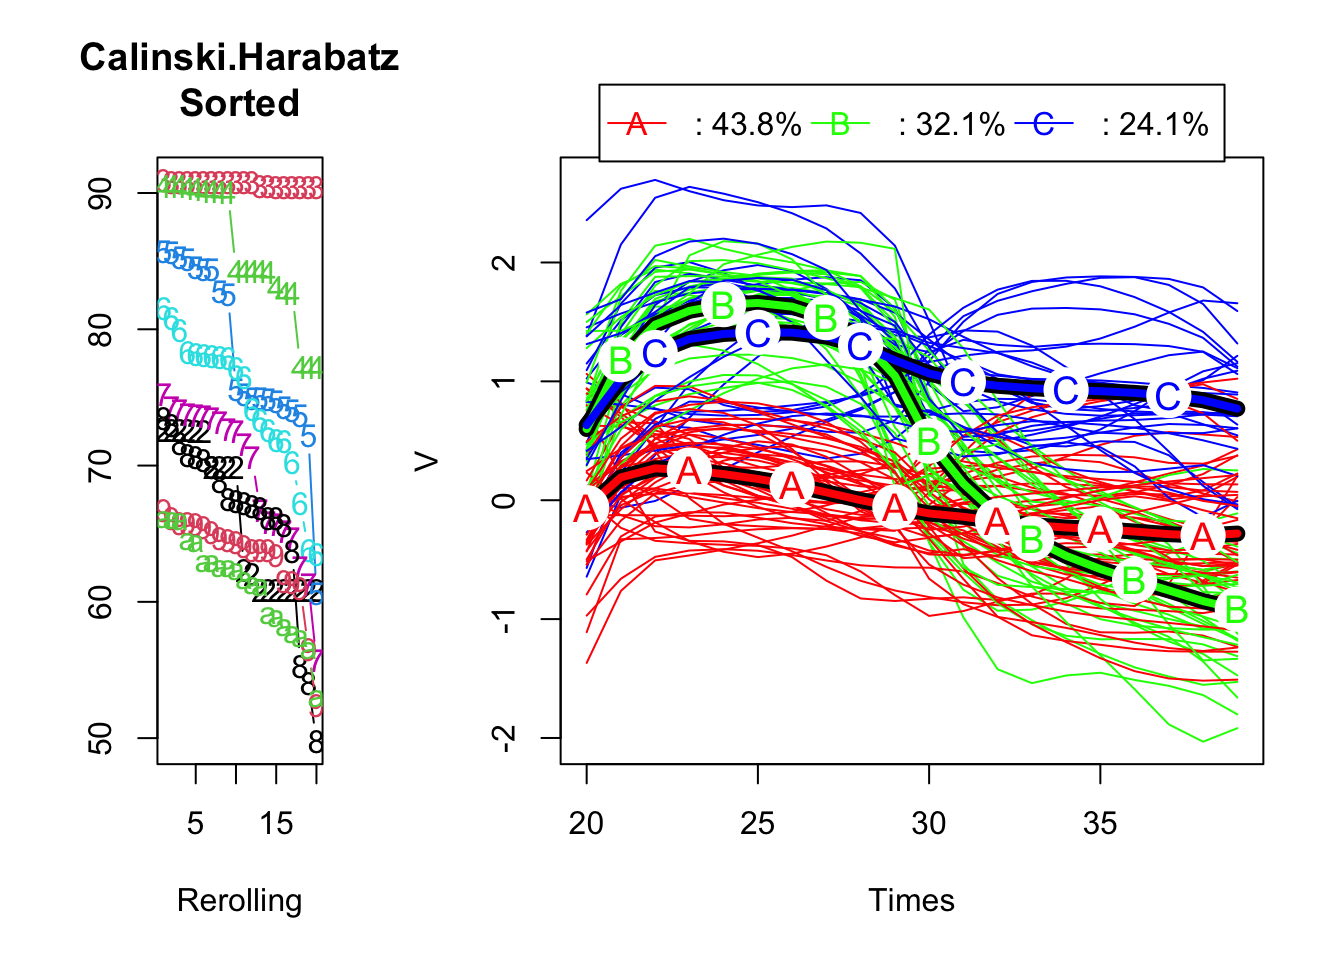 Calinski.Harabatz
Sorted
90
80
70
60
50
5 15
Rerolling
A : 43.8% B : 32.1% C : 24.1%
V
2
1
0
-1
-2
20 25 30 35
Times